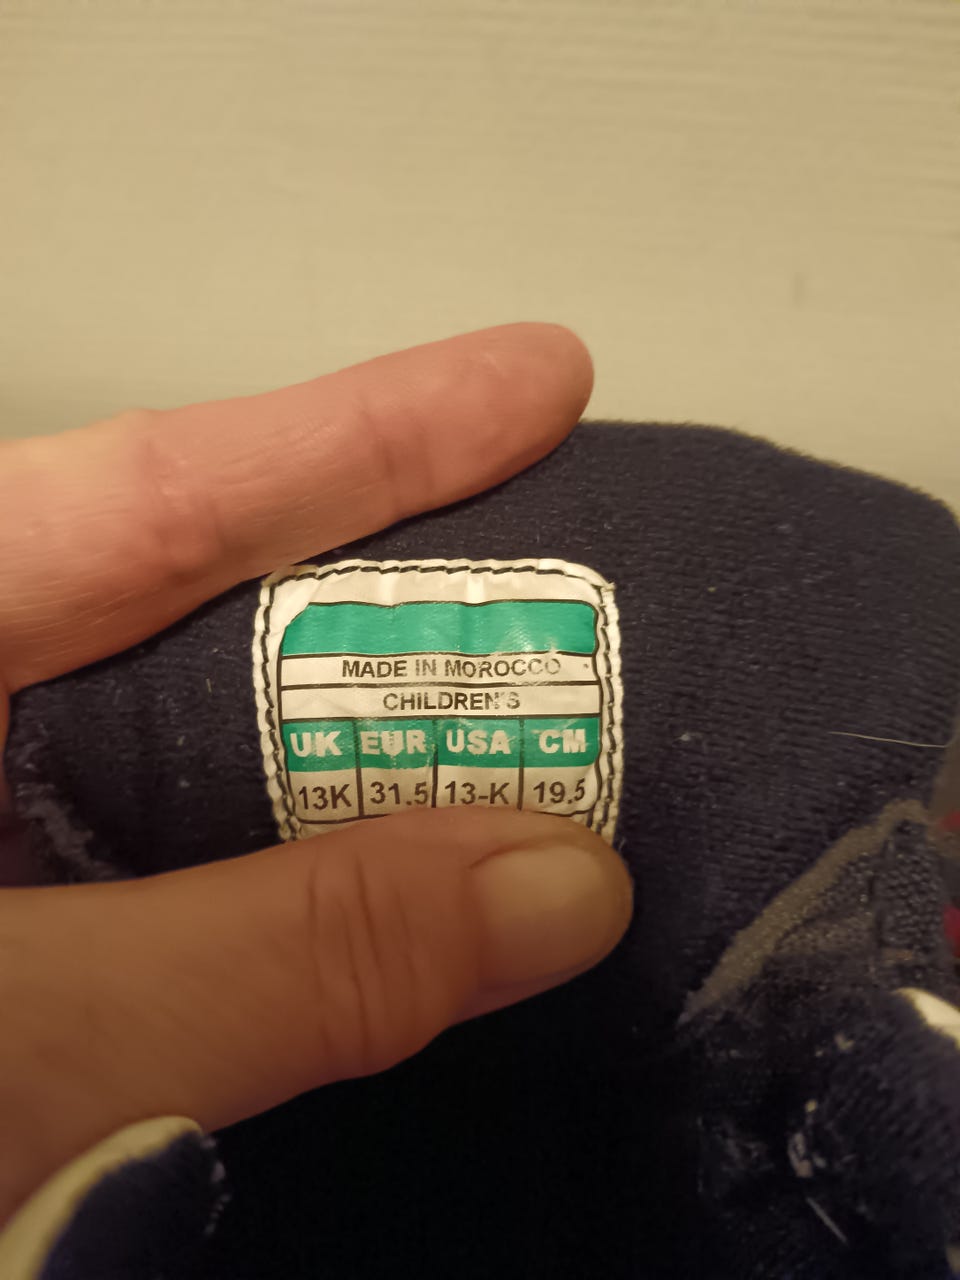 MADE IN MOROCCO
CHILDREN'S
UK EUR USA CM
13K 31.5 13-K 19.5